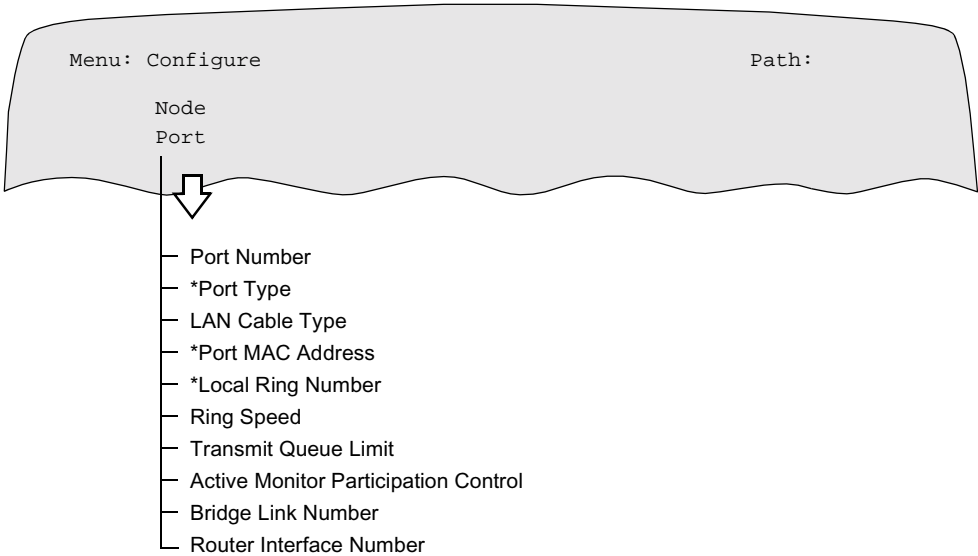 Menu: Configure Path:
Node
Port
Port Number
*Port Type
LAN Cable Type
*Port MAC Address
*Local Ring Number
Ring Speed
Transmit Queue Limit
Active Monitor Participation Control
Bridge Link Number
Router Interface Number